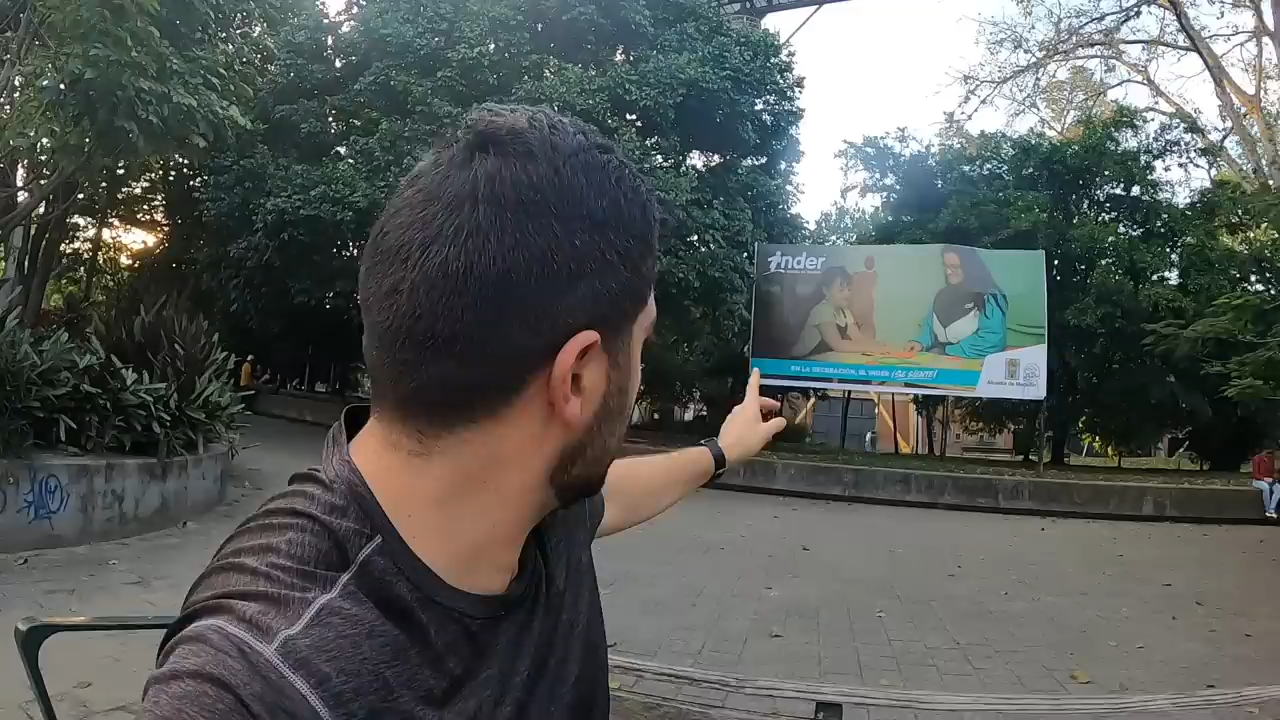 inder
EN LA RECREACIÓN, EL INDER ¡SE SIENTE!
Alcaldía de Medellín